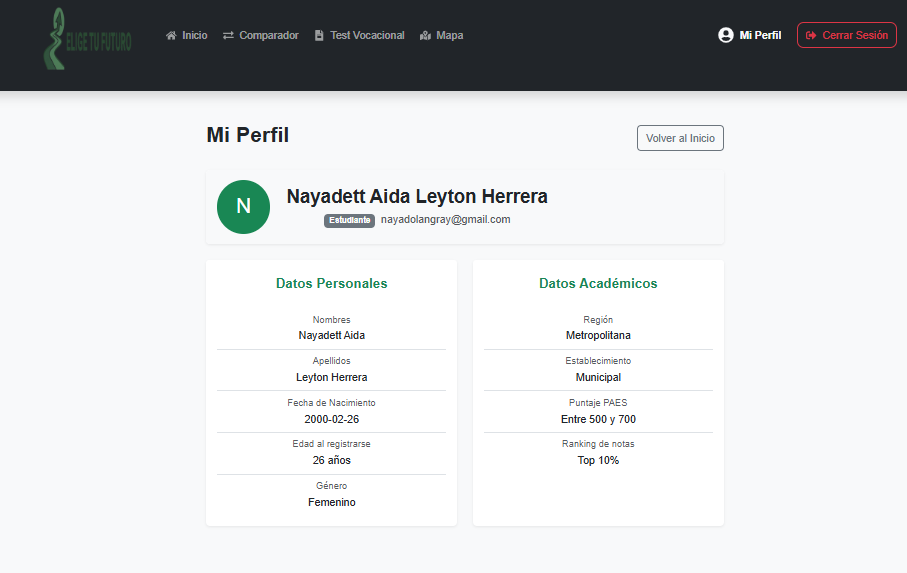 ELIGE TU FUTURO
Inicio
Comparador
Test Vocacional
Mapa
Mi Perfil
Cerrar Sesión
Mi Perfil
Volver al Inicio
N
Nayadett Aida Leyton Herrera
Estudiante nayadolangray@gmail.com
Datos Personales
Nombres
Nayadett Aida
Apellidos
Leyton Herrera
Fecha de Nacimiento
2000-02-26
Edad al registrarse
26 años
Género
Femenino
Datos Académicos
Región
Metropolitana
Establecimiento
Municipal
Puntaje PAES
Entre 500 y 700
Ranking de notas
Top 10%